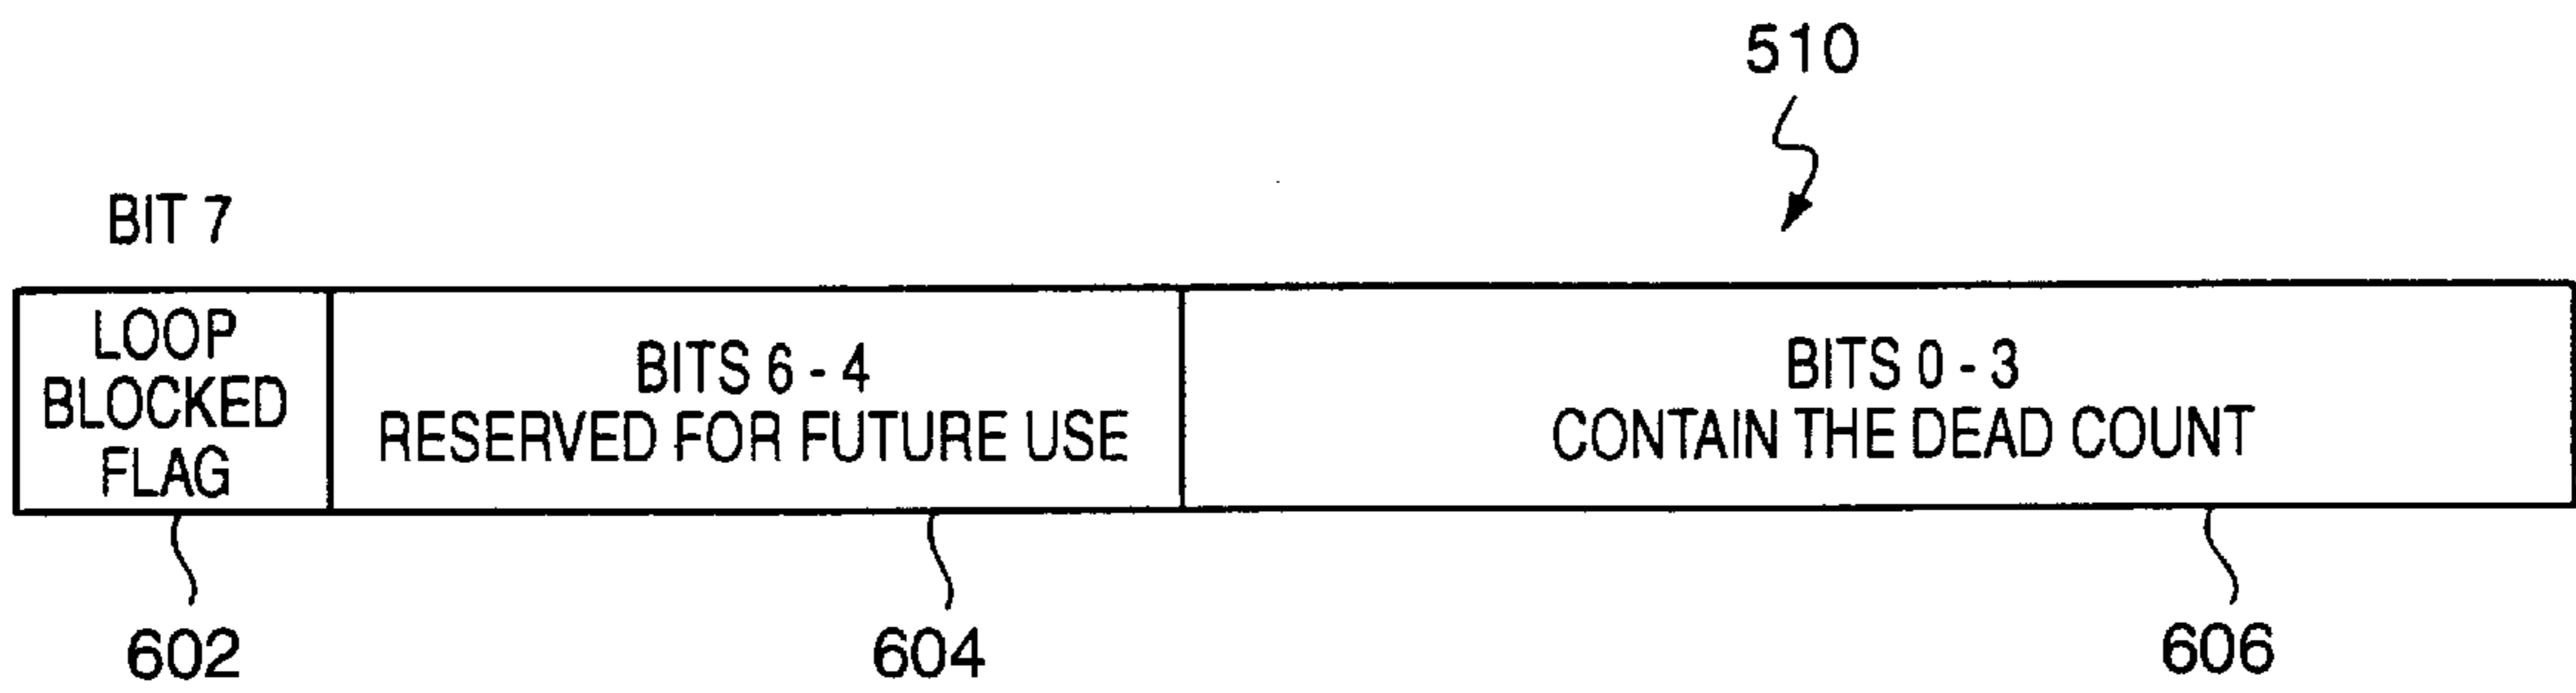 510
BIT 7
LOOP
BLOCKED
FLAG
BITS 6 - 4
RESERVED FOR FUTURE USE
BITS 0 - 3
CONTAIN THE DEAD COUNT
602
604
606